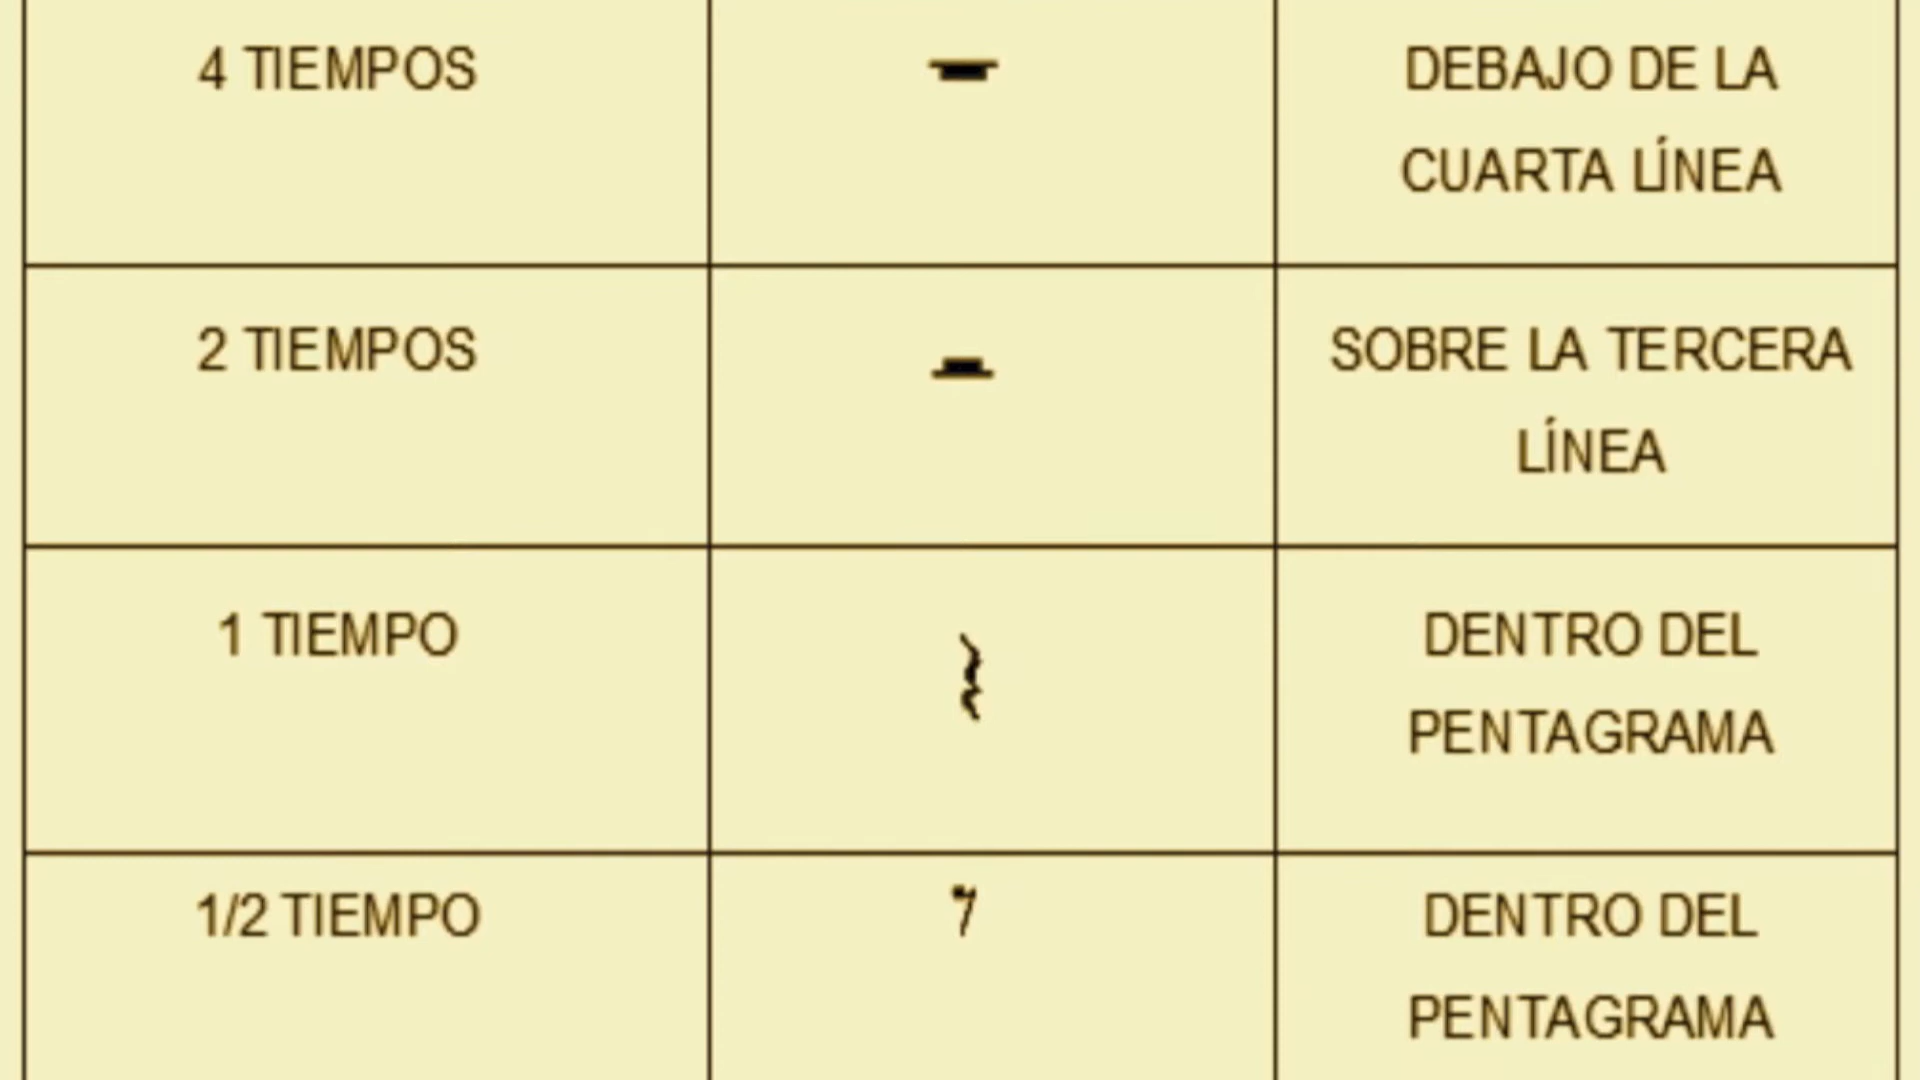 4 TIEMPOS
DEBAJO DE LA
CUARTA LÍNEA
2 TIEMPOS
SOBRE LA TERCERA
LÍNEA
1 TIEMPO
DENTRO DEL
PENTAGRAMA
1/2 TIEMPO
DENTRO DEL
PENTAGRAMA